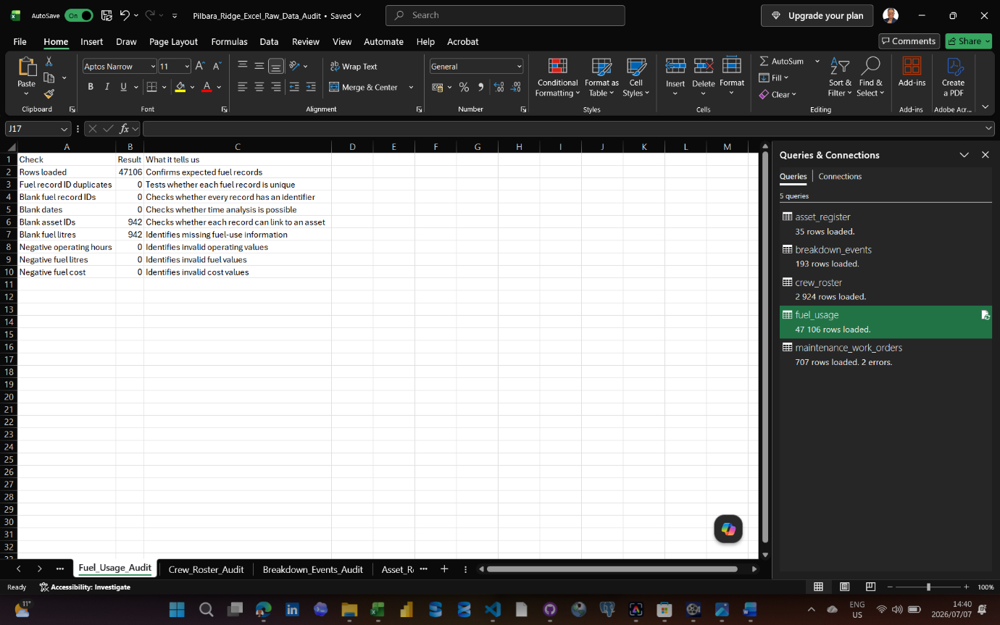 AutoSave On Pilbara_Ridge_Excel_Raw_Data_Audit • Saved Search Upgrade your plan
File Home Insert Draw Page Layout Formulas Data Review View Automate Help Acrobat Comments Share
Paste
Aptos Narrow 11
B I U A
Wrap Text
Merge & Center
General
Conditional Formatting
Format as Table
Cell Styles
Insert Delete Format
AutoSum
Fill
Clear
Sort & Filter
Find & Select
Add-ins
Create a PDF
Clipboard Font Alignment Number Styles Cells Editing Add-ins Adobe Acr...
J17 fx
A B C D E F G H I J K L M
1 Check Result What it tells us
2 Rows loaded 47106 Confirms expected fuel records
3 Fuel record ID duplicates 0 Tests whether each fuel record is unique
4 Blank fuel record IDs 0 Checks whether every record has an identifier
5 Blank dates 0 Checks whether time analysis is possible
6 Blank asset IDs 942 Checks whether each record can link to an asset
7 Blank fuel litres 942 Identifies missing fuel-use information
8 Negative operating hours 0 Identifies invalid operating values
9 Negative fuel litres 0 Identifies invalid fuel values
10 Negative fuel cost 0 Identifies invalid cost values
11
12
13
14
15
16
17
18
19
20
21
22
23
24
25
26
27
28
29
30
31
32
Queries & Connections
Queries Connections
5 queries
asset_register
35 rows loaded.
breakdown_events
193 rows loaded.
crew_roster
2 924 rows loaded.
fuel_usage
47 106 rows loaded.
maintenance_work_orders
707 rows loaded. 2 errors.
Fuel_Usage_Audit Crew_Roster_Audit Breakdown_Events_Audit Asset_R
Ready Accessibility: Investigate 100%
11°
ENG
US
14:40
2026/07/07